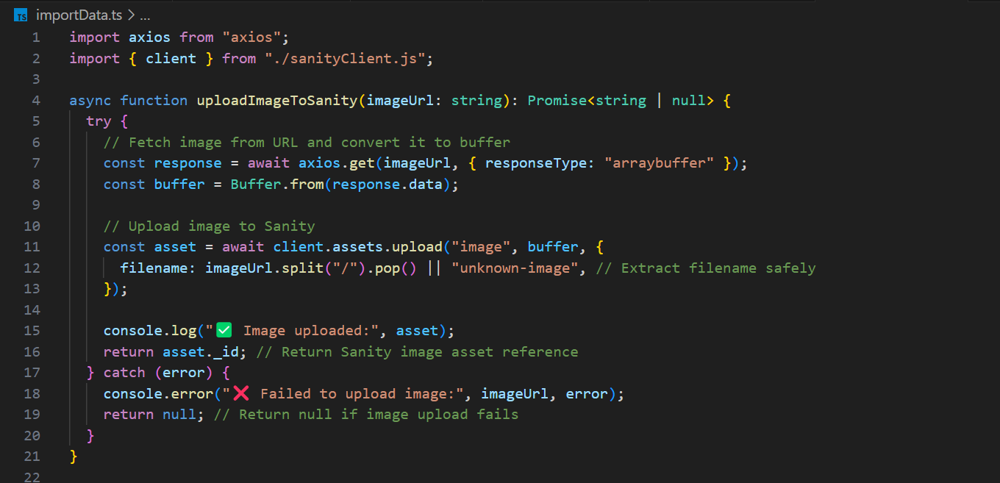 TS importData.ts > ...
1 import axios from "axios";
2 import { client } from "./sanityClient.js";
3
4 async function uploadImageToSanity(imageUrl: string): Promise<string | null> {
5   try {
6     // Fetch image from URL and convert it to buffer
7     const response = await axios.get(imageUrl, { responseType: "arraybuffer" });
8     const buffer = Buffer.from(response.data);
9
10     // Upload image to Sanity
11     const asset = await client.assets.upload("image", buffer, {
12       filename: imageUrl.split("/").pop() || "unknown-image", // Extract filename safely
13     });
14
15     console.log("✅ Image uploaded:", asset);
16     return asset._id; // Return Sanity image asset reference
17   } catch (error) {
18     console.error("❌ Failed to upload image:", imageUrl, error);
19     return null; // Return null if image upload fails
20   }
21 }
22